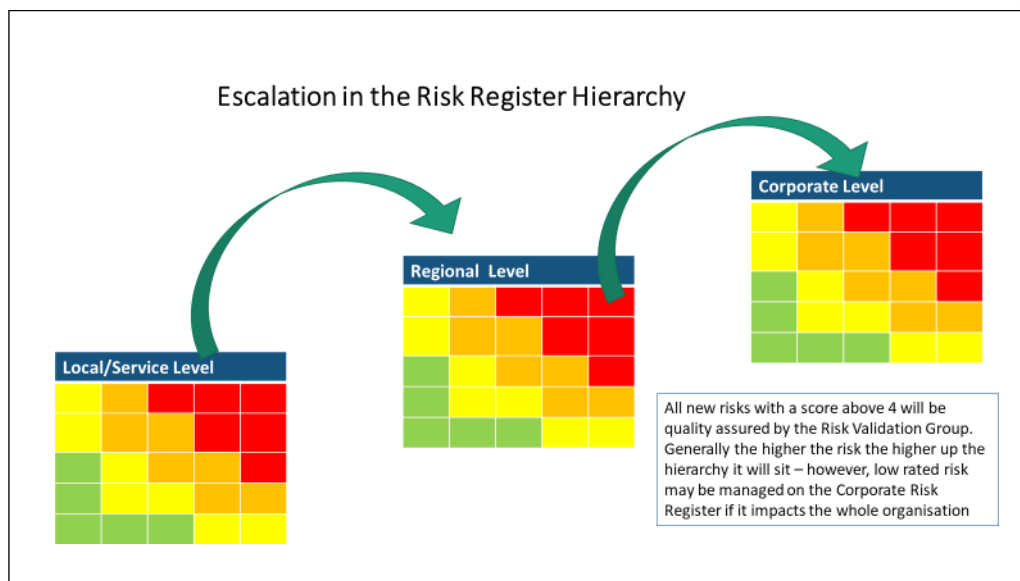 Escalation in the Risk Register Hierarchy
Corporate Level
Regional Level
Local/Service Level
All new risks with a score above 4 will be
quality assured by the Risk Validation Group.
Generally the higher the risk the higher up the
hierarchy it will sit – however, low rated risk
may be managed on the Corporate Risk
Register if it impacts the whole organisation